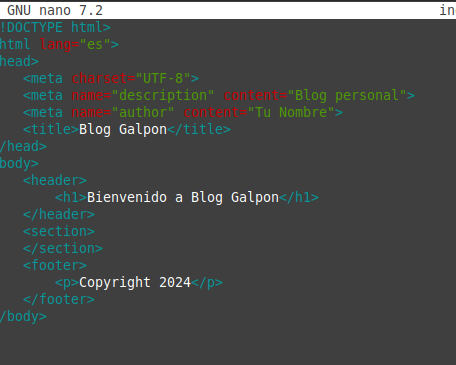 GNU nano 7.2 in
!DOCTYPE html>
html lang="es">
head>
<meta charset="UTF-8">
<meta name="description" content="Blog personal">
<meta name="author" content="Tu Nombre">
<title>Blog Galpon</title>
/head>
body>
<header>
<h1>Bienvenido a Blog Galpon</h1>
</header>
<section>
</section>
<footer>
<p>Copyright 2024</p>
</footer>
/body>